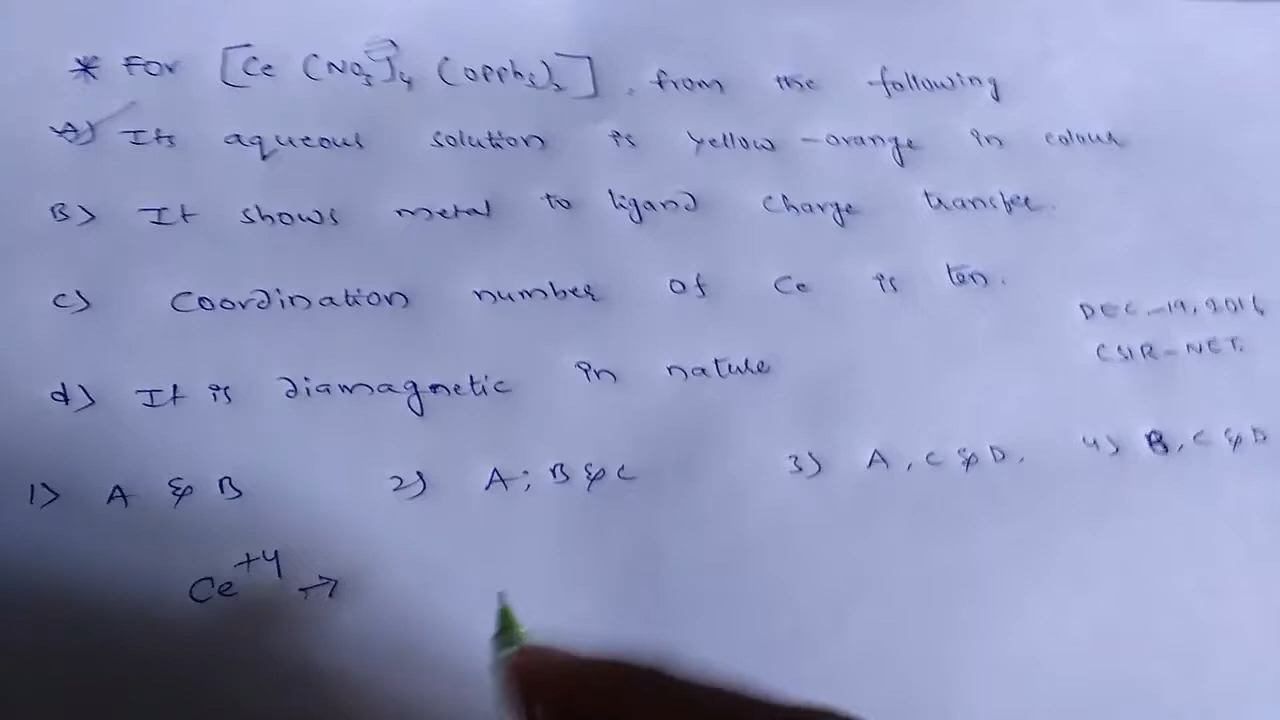 * For [Ce (NO3)4 (OPPh3)2], from the following
A) Its aqueous solution is yellow-orange in colour
B) It shows metal to ligand charge transfer.
C) Coordination number of Ce is ten.
DEC-19, 2016
CSIR-NET.
d) It is diamagnetic in nature
1) A & B 2) A, B & C 3) A, C & D. 4) B, C & D
Ce+4 →